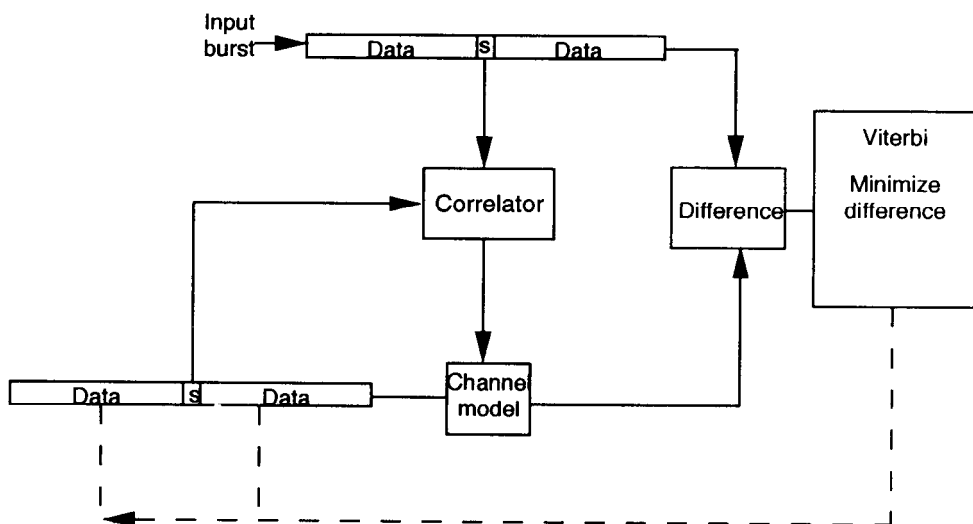 Input
burst
Data s Data
Viterbi
Minimize
difference
Correlator
Difference
Data s Data
Channel
model